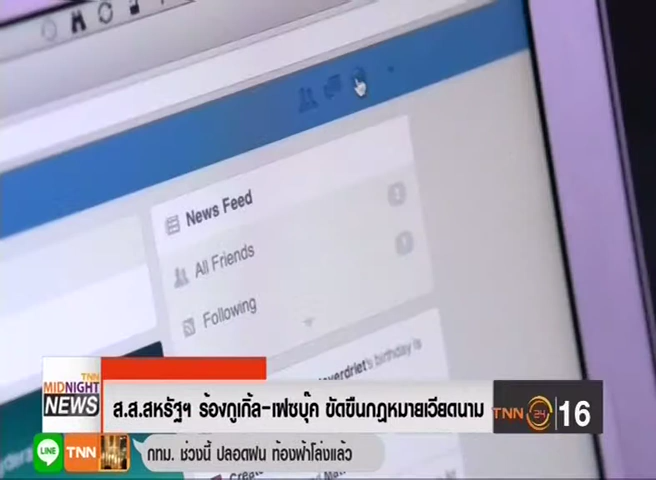 News Feed
All Friends
Following
verdriet's birthday is
TNN
MIDNIGHT
NEWS
ส.ส.สหรัฐฯ ร้องกูเกิ้ล-เฟซบุ๊ค ขัดขืนกฎหมายเวียดนาม
TNN 24 16
LINE TNN กทม. ช่วงนี้ ปลอดฝน ท้องฟ้าโล่งแล้ว